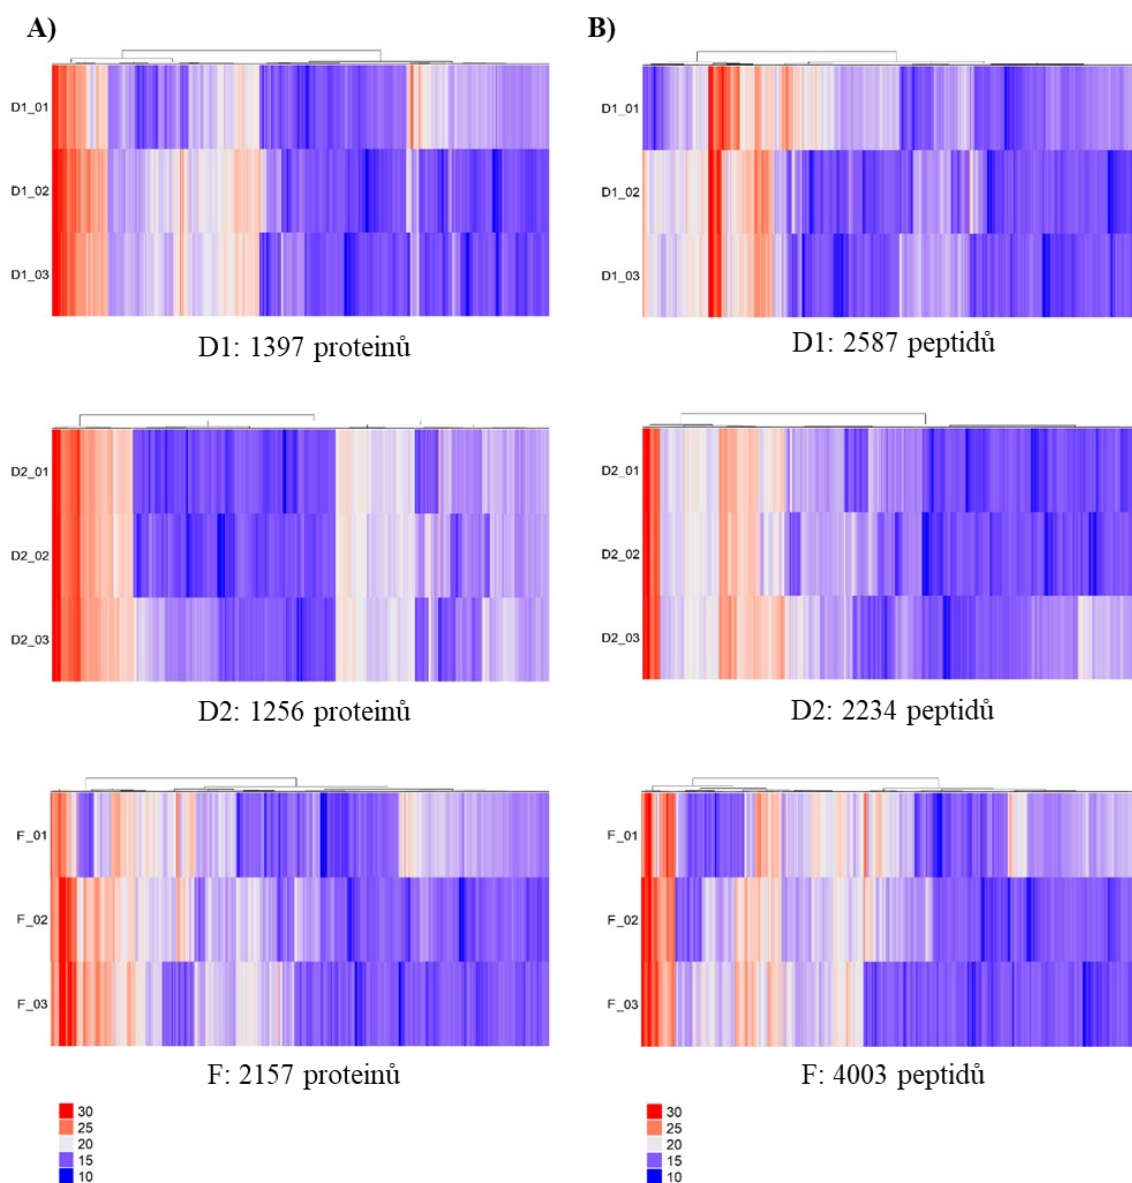 A)
B)
D1_01
D1_02
D1_03
D1: 1397 proteinů
D1_01
D1_02
D1_03
D1: 2587 peptidů
D2_01
D2_02
D2_03
D2: 1256 proteinů
D2_01
D2_02
D2_03
D2: 2234 peptidů
F_01
F_02
F_03
F: 2157 proteinů
F_01
F_02
F_03
F: 4003 peptidů
30
25
20
15
10
30
25
20
15
10